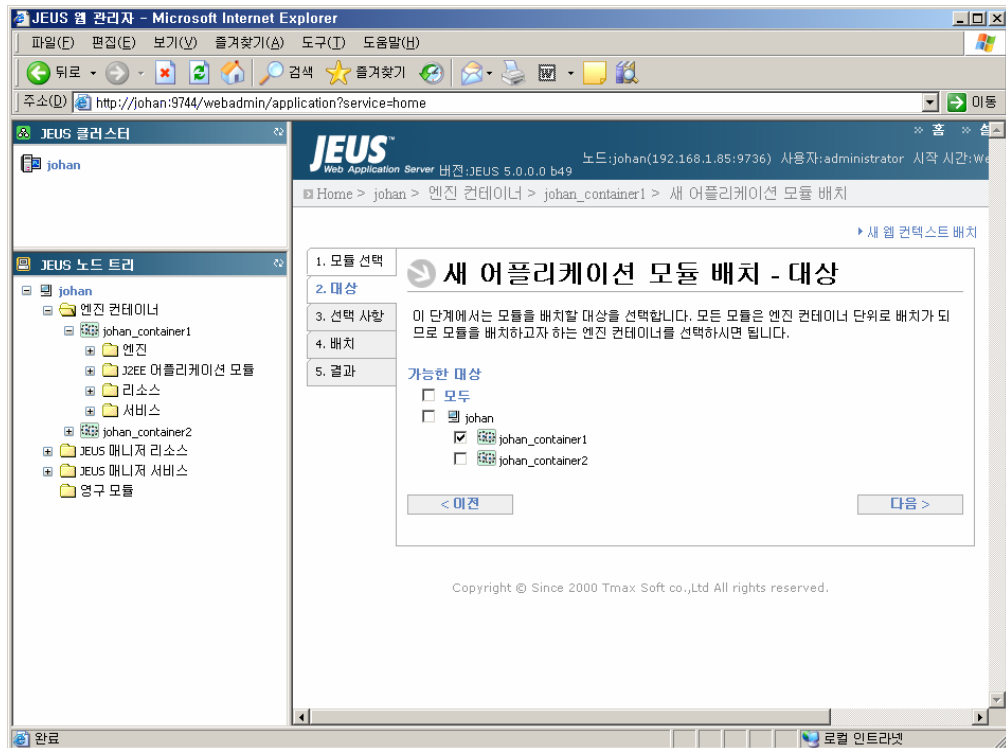 JEUS 웹 관리자 - Microsoft Internet Explorer
파일(F) 편집(E) 보기(V) 즐겨찾기(A) 도구(T) 도움말(H)
뒤로 검색 즐겨찾기
주소(D) http://johan:9744/webadmin/application?service=home 이동
JEUS 클러스터
johan
JEUS 노드 트리
johan
엔진 컨테이너
johan_container1
엔진
J2EE 어플리케이션 모듈
리소스
서비스
johan_container2
JEUS 매니저 리소스
JEUS 매니저 서비스
영구 모듈
» 홈 »
JEUS™
Web Application Server 버전:JEUS 5.0.0.0 b49
노드:johan(192.168.1.85:9736) 사용자:administrator 시작 시간:We
Home > johan > 엔진 컨테이너 > johan_container1 > 새 어플리케이션 모듈 배치
새 웹 컨텍스트 배치
1. 모듈 선택
2. 대상
3. 선택 사항
4. 배치
5. 결과
새 어플리케이션 모듈 배치 - 대상
이 단계에서는 모듈을 배치할 대상을 선택합니다. 모든 모듈은 엔진 컨테이너 단위로 배치가 되
므로 모듈을 배치하고자 하는 엔진 컨테이너를 선택하시면 됩니다.
가능한 대상
모두
johan
johan_container1
johan_container2
< 이전
다음 >
Copyright © Since 2000 Tmax Soft co.,Ltd All rights reserved.
완료
로컬 인트라넷